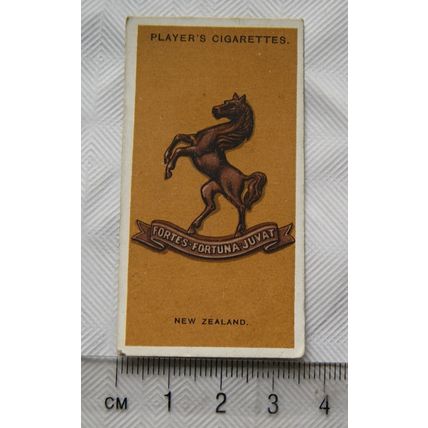 PLAYER'S CIGARETTES.
FORTES·FORTUNA·JUVAT
NEW ZEALAND.
CM 1 2 3 4